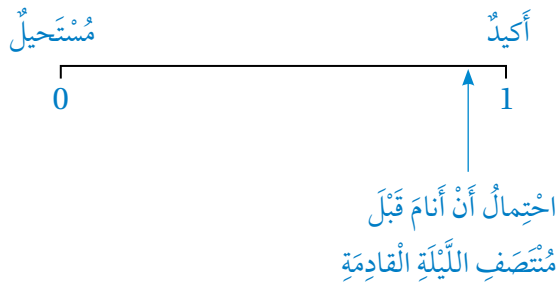 أَكيدٌ مُسْتَحيلٌ
0 1
احْتِمالُ أَنْ أَنامَ قَبْلَ
مُنْتَصَفِ اللَّيْلَةِ الْقادِمَةِ